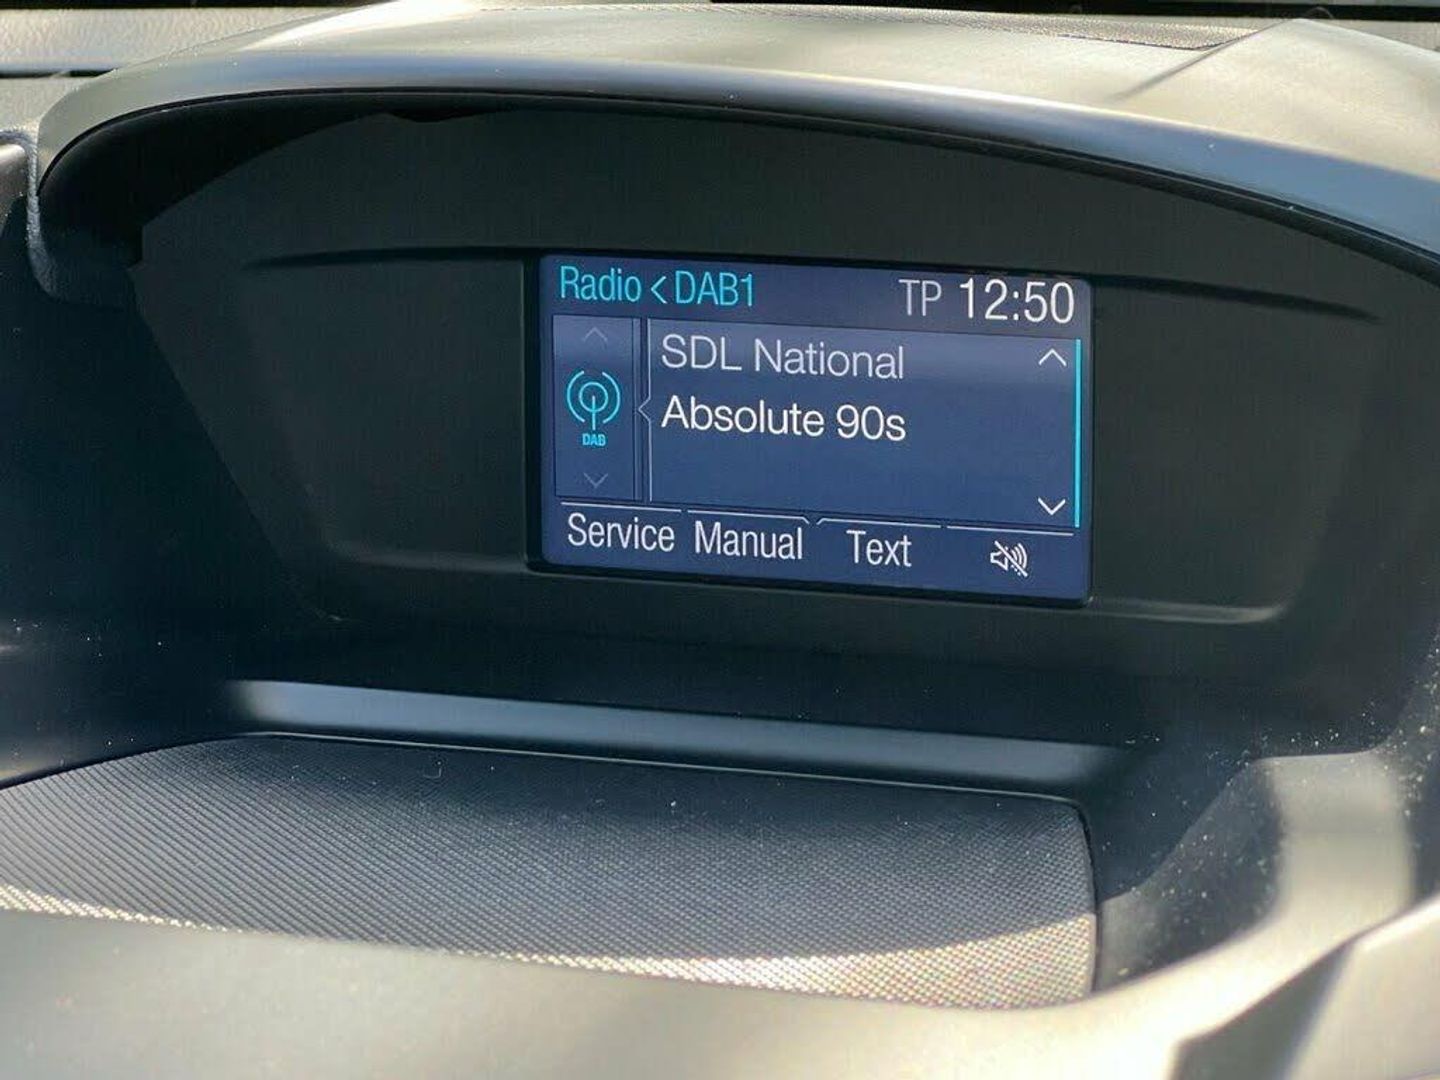 Radio < DAB1 TP 12:50
SDL National
Absolute 90s
DAB
Service Manual Text